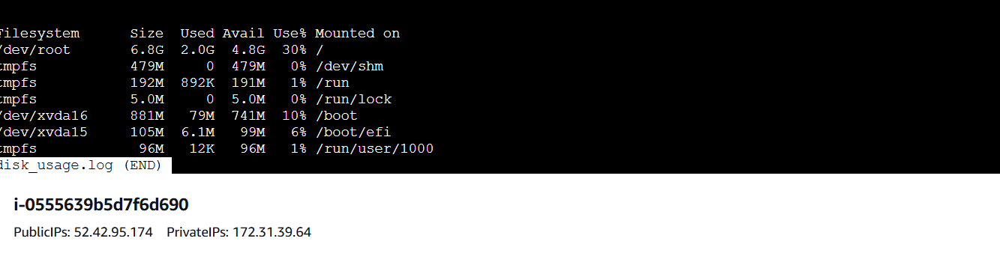 Filesystem Size Used Avail Use% Mounted on
/dev/root 6.8G 2.0G 4.8G 30% /
tmpfs 479M 0 479M 0% /dev/shm
tmpfs 192M 892K 191M 1% /run
tmpfs 5.0M 0 5.0M 0% /run/lock
/dev/xvda16 881M 79M 741M 10% /boot
/dev/xvda15 105M 6.1M 99M 6% /boot/efi
tmpfs 96M 12K 96M 1% /run/user/1000
disk_usage.log (END)
i-0555639b5d7f6d690
PublicIPs: 52.42.95.174 PrivateIPs: 172.31.39.64